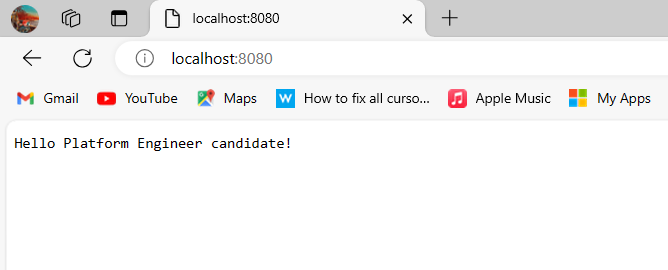 localhost:8080
localhost:8080
Gmail YouTube Maps How to fix all curso... Apple Music My Apps
Hello Platform Engineer candidate!